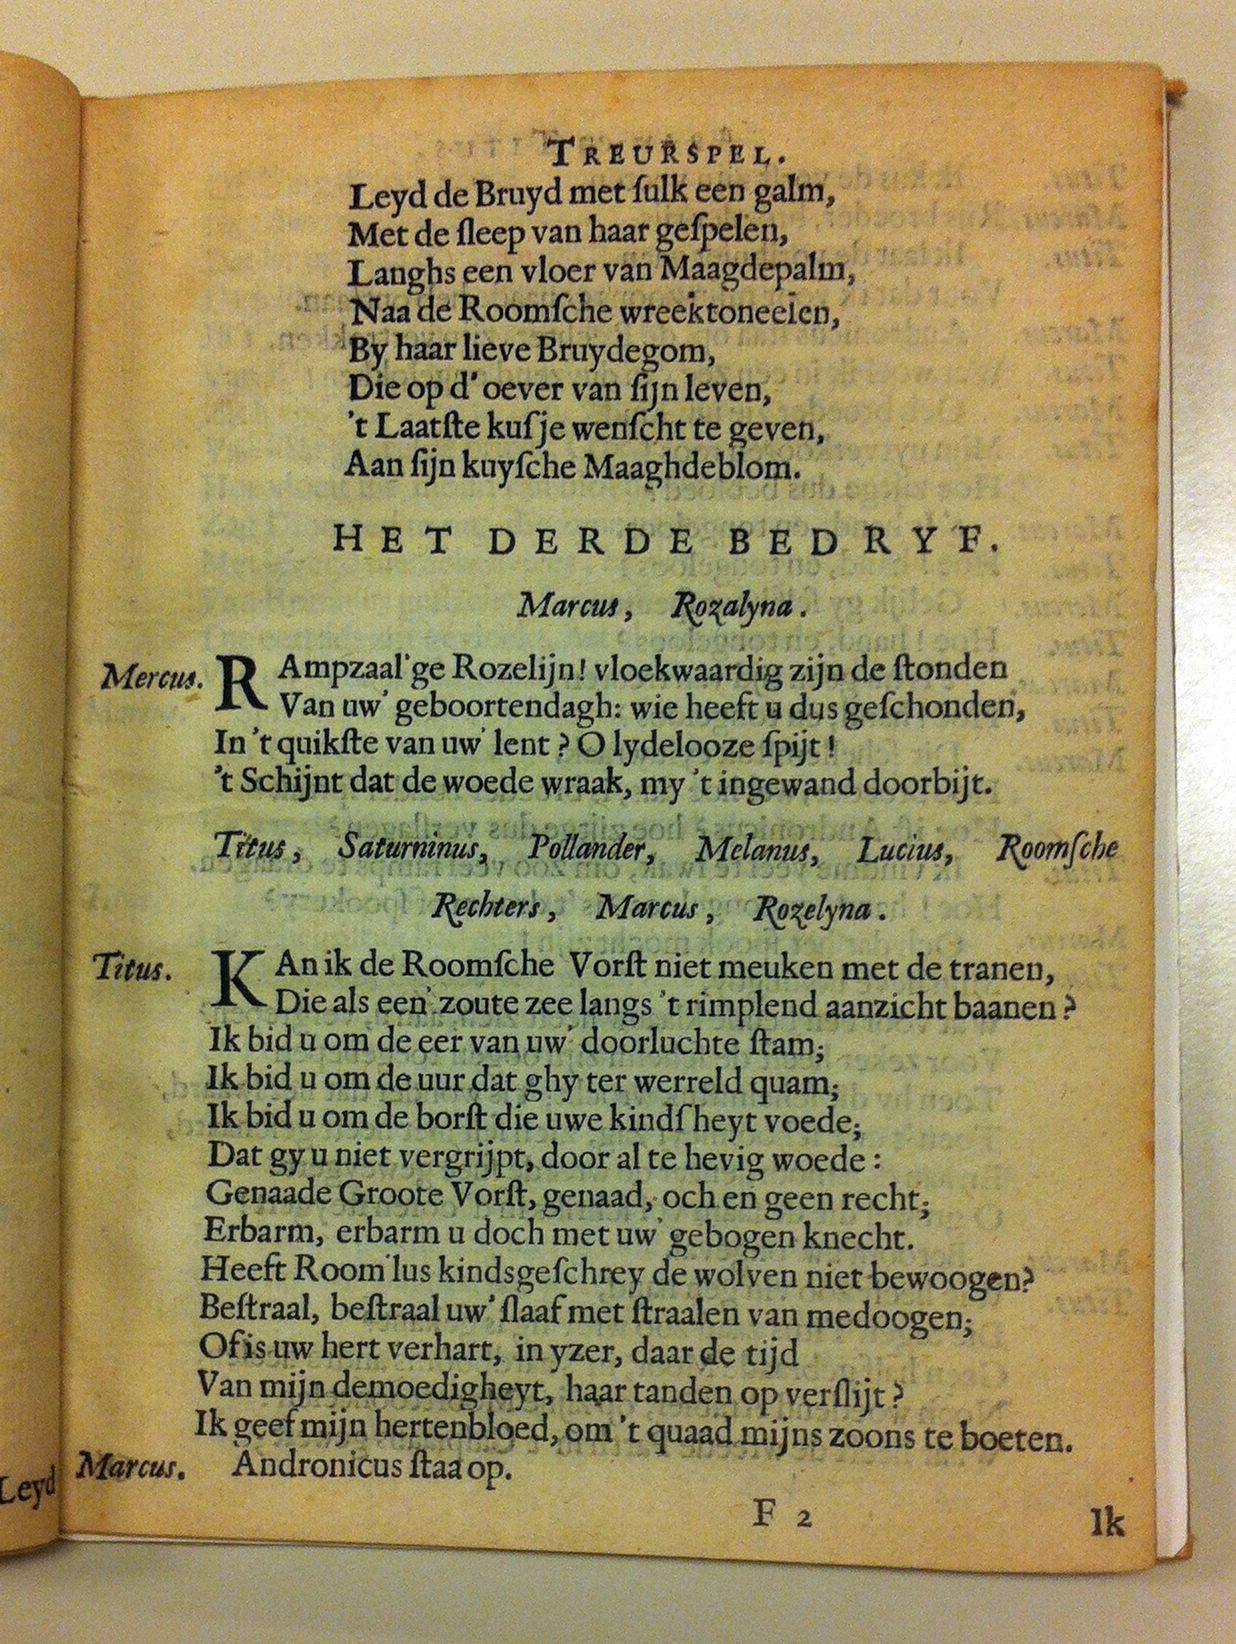 TREURSPEL.
Leyd de Bruyd met ſulk een galm,
Met de ſleep van haar geſpelen,
Langhs een vloer van Maagdepalm,
Naa de Roomſche wreektoneelen,
By haar lieve Bruydegom,
Die op d' oever van ſijn leven,
't Laatſte kuſje wenſcht te geven,
Aan ſijn kuyſche Maaghdeblom.
HET DERDE BEDRYF.
Marcus, Rozalyna.
Mercus. RAmpzaal'ge Rozelijn! vloekwaardig zijn de ſtonden
Van uw' geboortendagh: wie heeft u dus geſchonden,
In 't quikſte van uw' lent? O lydelooze ſpijt!
't Schijnt dat de woede wraak, my 't ingewand doorbijt.
Titus, Saturninus, Pollander, Melanus, Lucius, Roomſche
Rechters, Marcus, Rozelyna.
Titus. KAn ik de Roomſche Vorſt niet meuken met de tranen,
Die als een' zoute zee langs 't rimplend aanzicht baanen?
Ik bid u om de eer van uw' doorluchte ſtam;
Ik bid u om de uur dat ghy ter werreld quam;
Ik bid u om de borſt die uwe kindſheyt voede;
Dat gy u niet vergrijpt, door al te hevig woede:
Genaade Groote Vorſt, genaad, och en geen recht;
Erbarm, erbarm u doch met uw' gebogen knecht.
Heeft Room'lus kindsgeſchrey de wolven niet bewoogen?
Beſtraal, beſtraal uw' ſlaaf met ſtraalen van medoogen;
Of is uw hert verhart, in yzer, daar de tijd
Van mijn demoedigheyt, haar tanden op verſlijt?
Ik geef mijn hertenbloed, om 't quaad mijns zoons te boeten.
Marcus. Andronicus ſtaa op.
Leyd
F 2
Ik